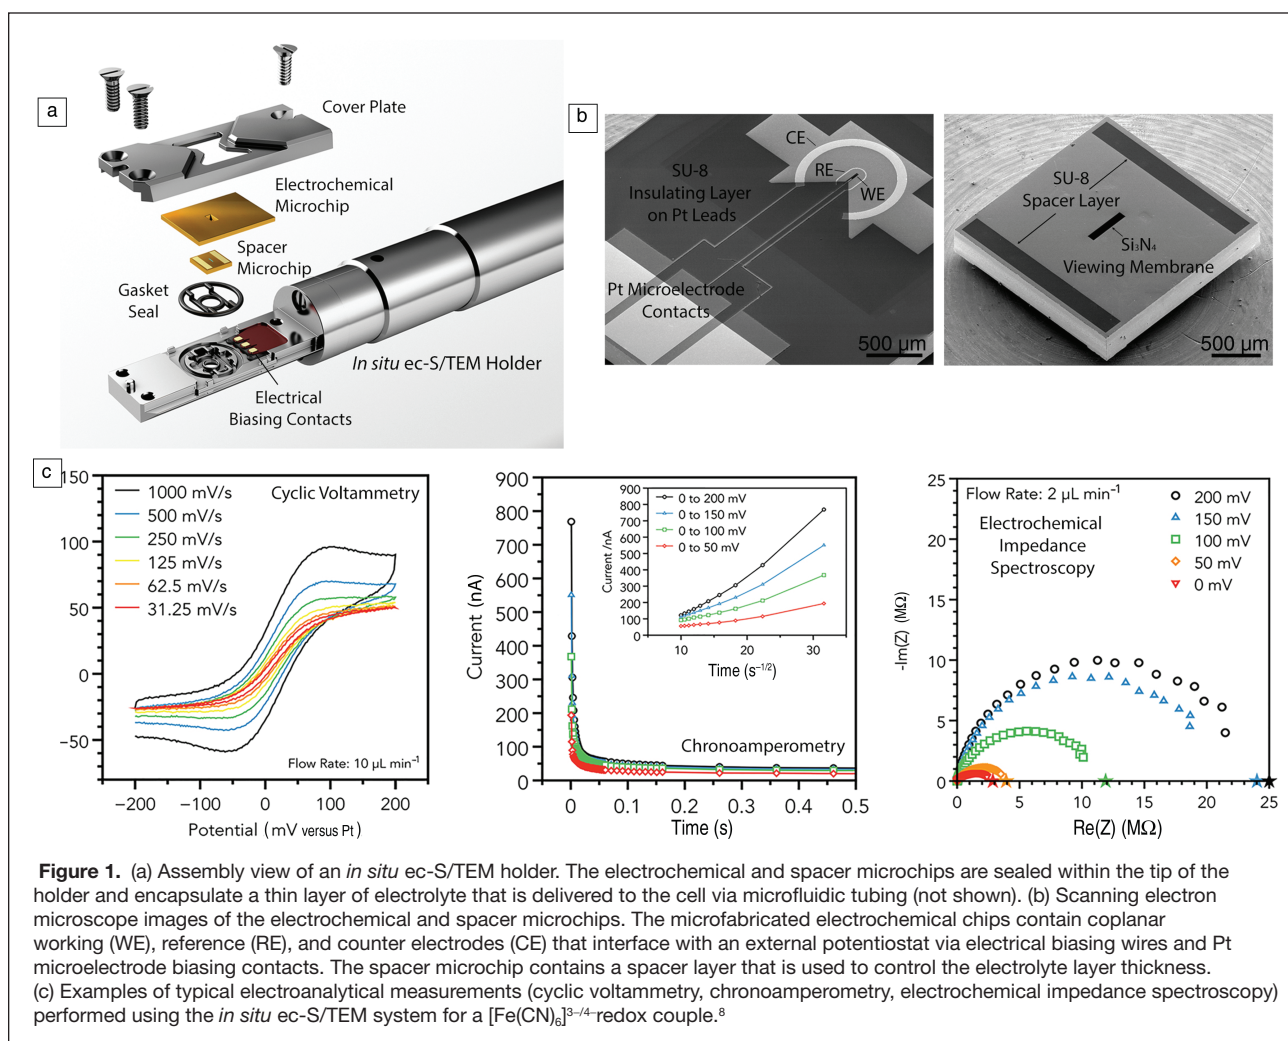 a
Cover Plate
Electrochemical
Microchip
Spacer
Microchip
Gasket
Seal
In situ ec-S/TEM Holder
Electrical
Biasing Contacts
b
CE
RE
WE
SU-8
Insulating Layer
on Pt Leads
Pt Microelectrode
Contacts
500 µm
SU-8
Spacer Layer
Si₃N₄
Viewing Membrane
500 µm
c
150
100
50
0
−50
1000 mV/s
500 mV/s
250 mV/s
125 mV/s
62.5 mV/s
31.25 mV/s
Cyclic Voltammetry
Flow Rate: 10 µL min⁻¹
−200 −100 0 100 200
Potential (mV versus Pt)
900
800
700
600
500
400
300
200
100
0
Current (nA)
900
800
700
600
500
400
300
200
100
0
Current /nA
0 to 200 mV
0 to 150 mV
0 to 100 mV
0 to 50 mV
10 20 30
Time (s⁻¹/²)
Chronoamperometry
0 0.1 0.2 0.3 0.4 0.5
Time (s)
25
20
15
10
5
0
-Im(Z) (MΩ)
Flow Rate: 2 µL min⁻¹
Electrochemical
Impedance
Spectroscopy
200 mV
150 mV
100 mV
50 mV
0 mV
0 5 10 15 20 25
Re(Z) (MΩ)
Figure 1. (a) Assembly view of an in situ ec-S/TEM holder. The electrochemical and spacer microchips are sealed within the tip of the
holder and encapsulate a thin layer of electrolyte that is delivered to the cell via microfluidic tubing (not shown). (b) Scanning electron
microscope images of the electrochemical and spacer microchips. The microfabricated electrochemical chips contain coplanar
working (WE), reference (RE), and counter electrodes (CE) that interface with an external potentiostat via electrical biasing wires and Pt
microelectrode biasing contacts. The spacer microchip contains a spacer layer that is used to control the electrolyte layer thickness.
(c) Examples of typical electroanalytical measurements (cyclic voltammetry, chronoamperometry, electrochemical impedance spectroscopy)
performed using the in situ ec-S/TEM system for a [Fe(CN)₆]³⁻/⁴⁻ redox couple.⁸